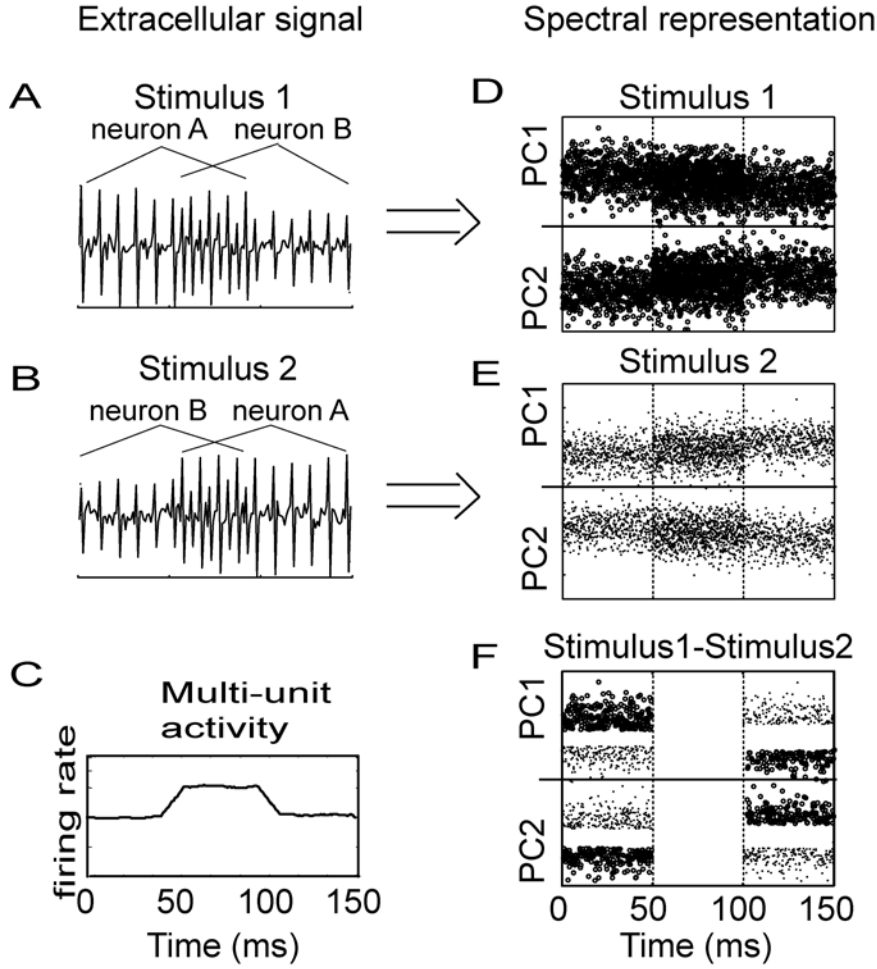 Extracellular signal
Spectral representation
A
Stimulus 1
neuron A neuron B
D
Stimulus 1
PC1
PC2
B
Stimulus 2
neuron B neuron A
E
Stimulus 2
PC1
PC2
C
Multi-unit
activity
firing rate
0 50 100 150
Time (ms)
F
Stimulus1-Stimulus2
PC1
PC2
0 50 100 150
Time (ms)